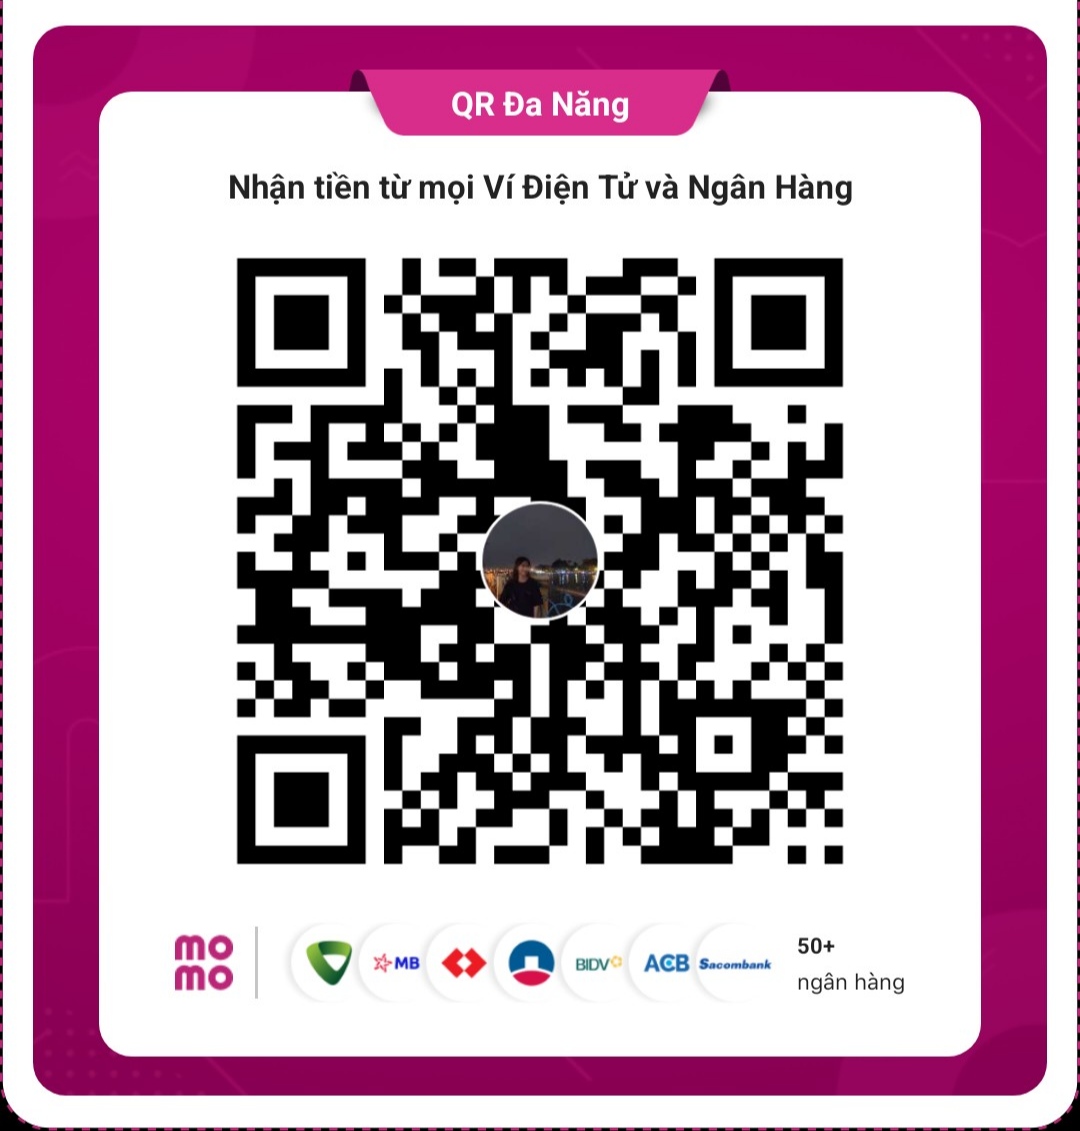 QR Đa Năng
Nhận tiền từ mọi Ví Điện Tử và Ngân Hàng
mo
mo
MB
BIDV
ACB
Sacombank
50+
ngân hàng